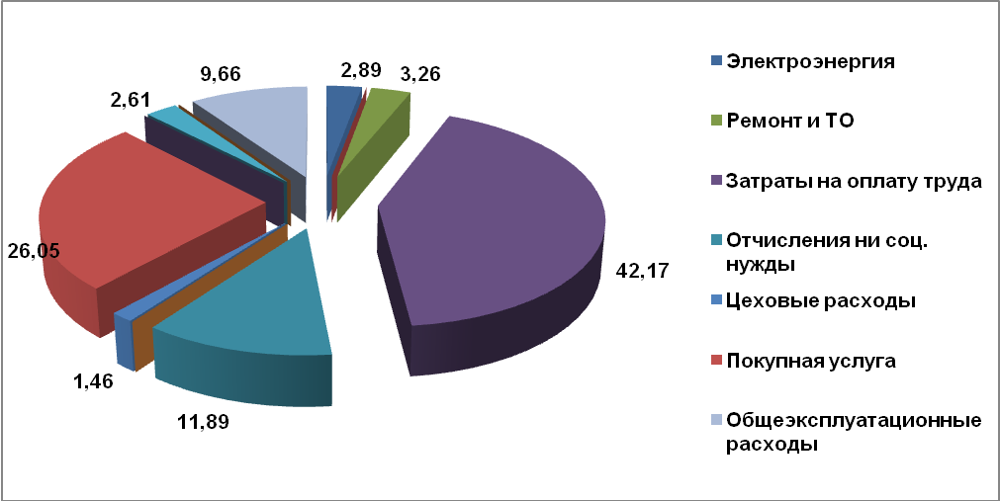 2,89
3,26
9,66
2,61
26,05
42,17
1,46
11,89
Электроэнергия
Ремонт и ТО
Затраты на оплату труда
Отчисления ни соц.
нужды
Цеховые расходы
Покупная услуга
Общеэксплуатационные
расходы